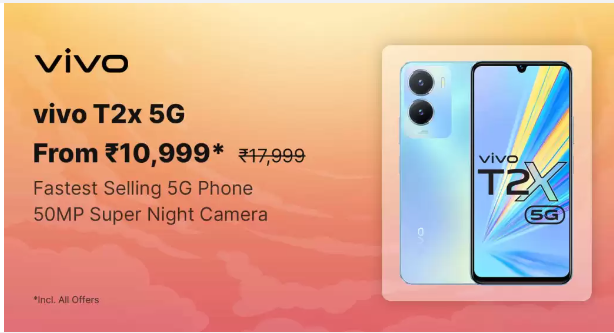 vivo
vivo T2x 5G
From ₹10,999* ₹17,999
Fastest Selling 5G Phone
50MP Super Night Camera
*Incl. All Offers
vivo
vivo
T2X
5G